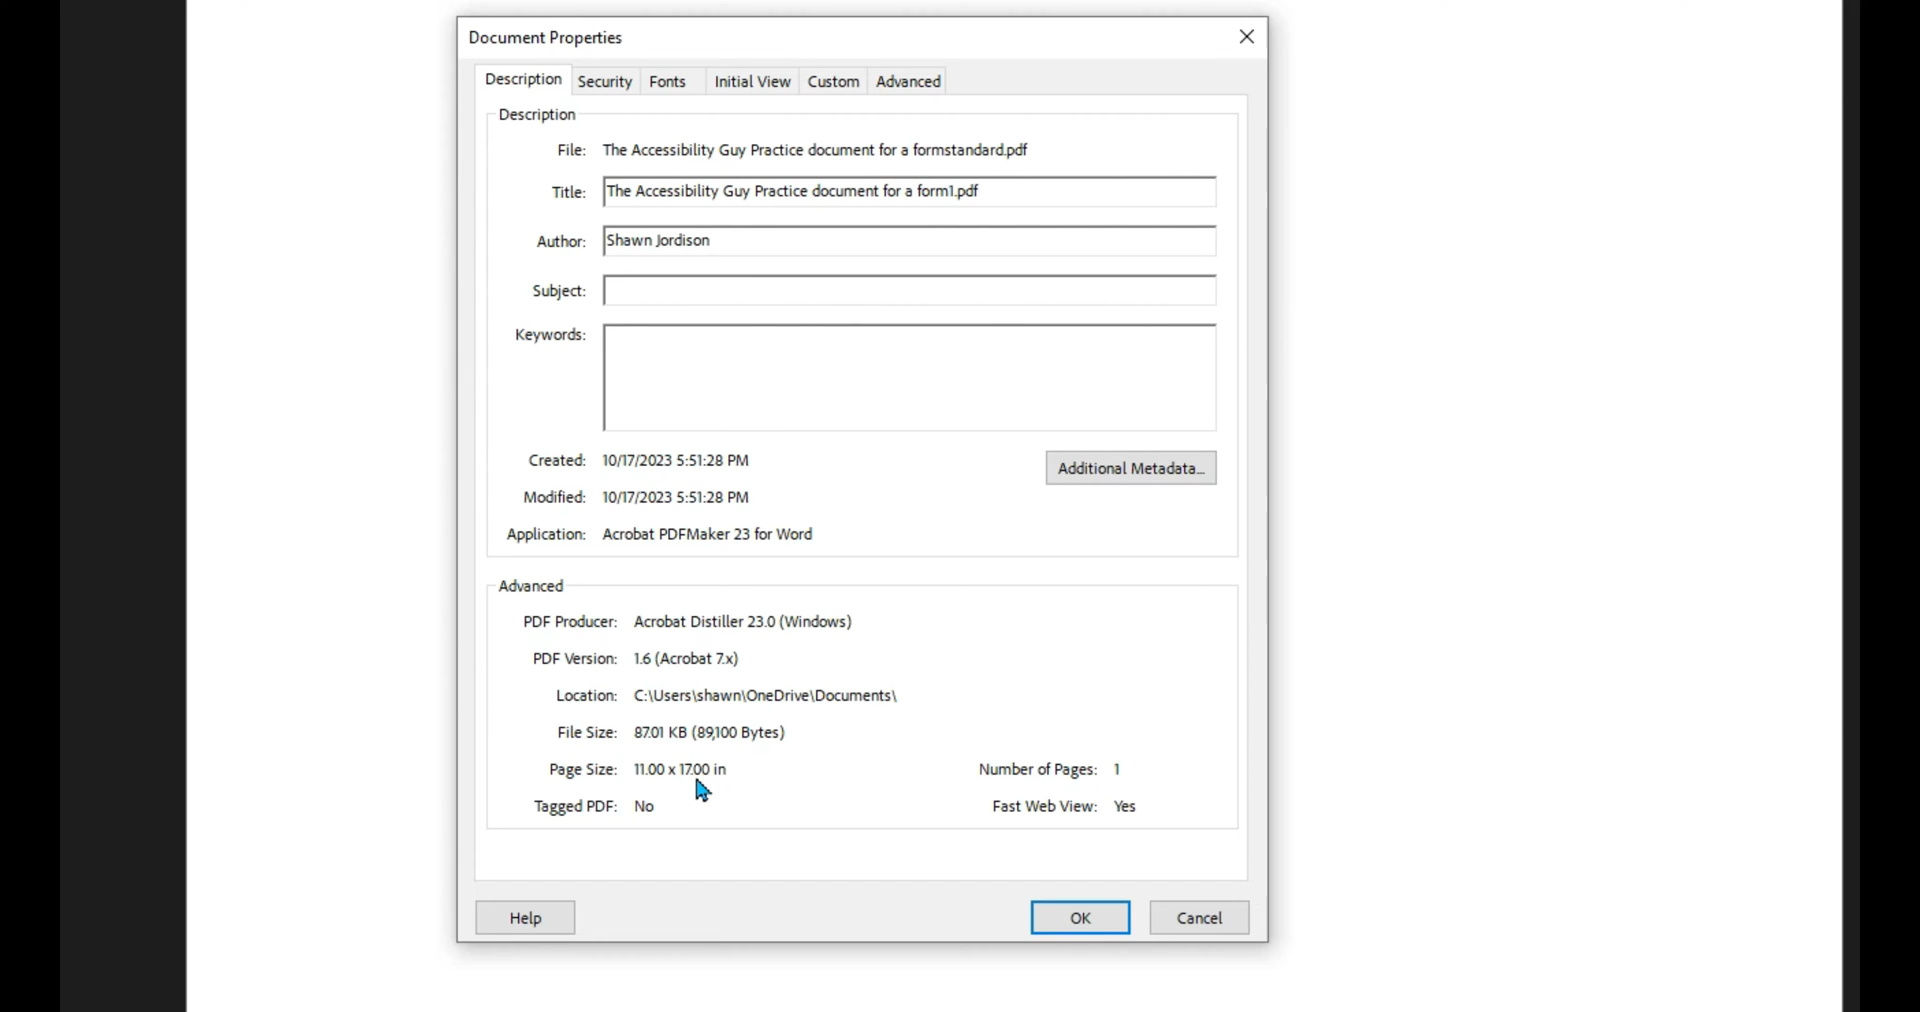 Document Properties
Description Security Fonts Initial View Custom Advanced
Description
File: The Accessibility Guy Practice document for a formstandard.pdf
Title: The Accessibility Guy Practice document for a form1.pdf
Author: Shawn Jordison
Subject:
Keywords:
Created: 10/17/2023 5:51:28 PM
Additional Metadata...
Modified: 10/17/2023 5:51:28 PM
Application: Acrobat PDFMaker 23 for Word
Advanced
PDF Producer: Acrobat Distiller 23.0 (Windows)
PDF Version: 1.6 (Acrobat 7.x)
Location: C:\Users\shawn\OneDrive\Documents\
File Size: 87.01 KB (89,100 Bytes)
Page Size: 11.00 x 17.00 in Number of Pages: 1
Tagged PDF: No Fast Web View: Yes
Help OK Cancel